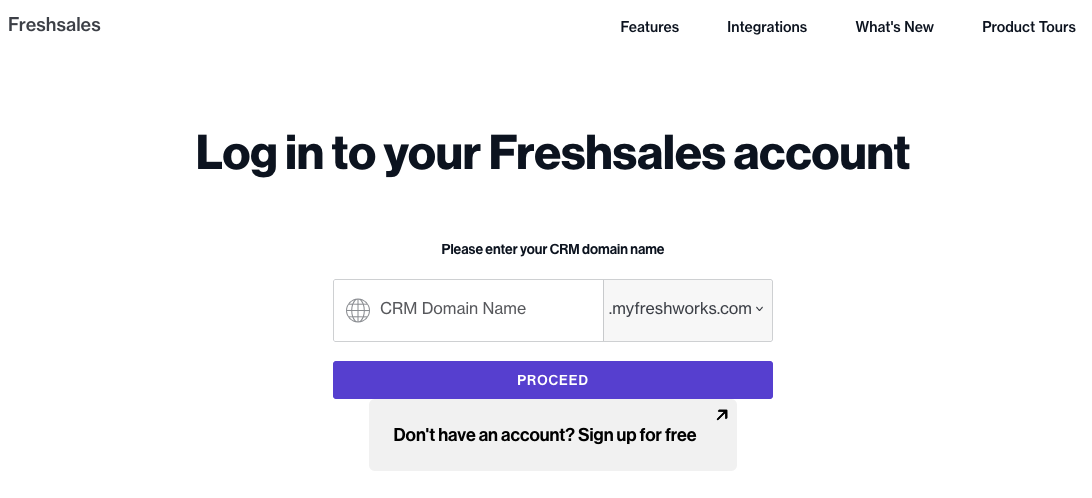 Freshsales
Features
Integrations
What's New
Product Tours
Log in to your Freshsales account
Please enter your CRM domain name
CRM Domain Name
.myfreshworks.com
PROCEED
Don't have an account? Sign up for free